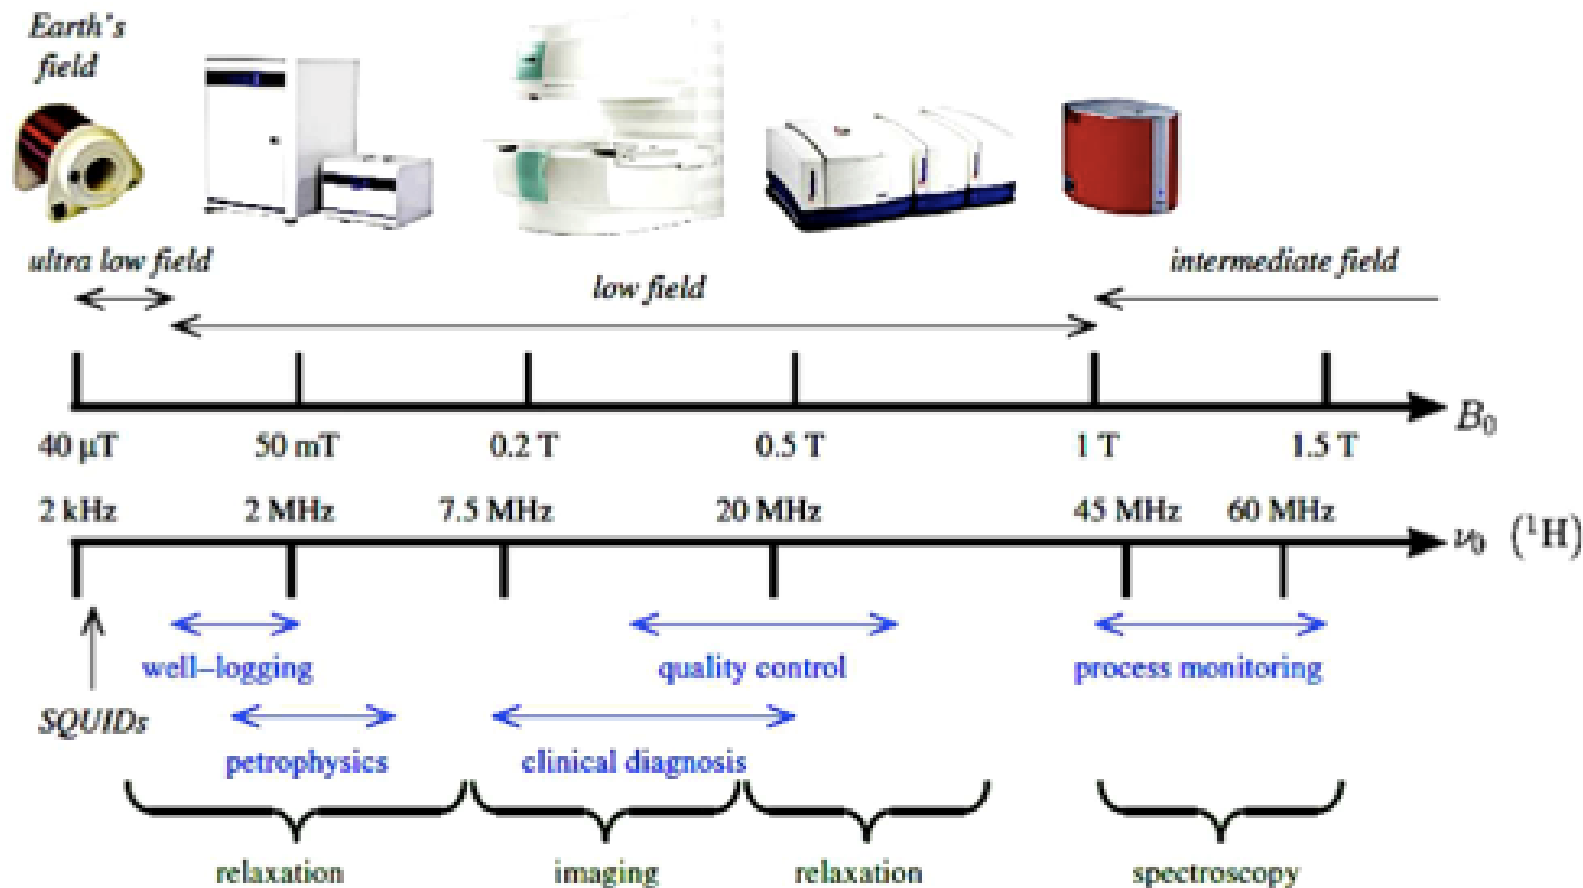 Earth's
field
ultra low field
low field
intermediate field
40 μT 50 mT 0.2 T 0.5 T 1 T 1.5 T B₀
2 kHz 2 MHz 7.5 MHz 20 MHz 45 MHz 60 MHz ν₀ (¹H)
well–logging quality control process monitoring
SQUIDs
petrophysics clinical diagnosis
relaxation imaging relaxation spectroscopy